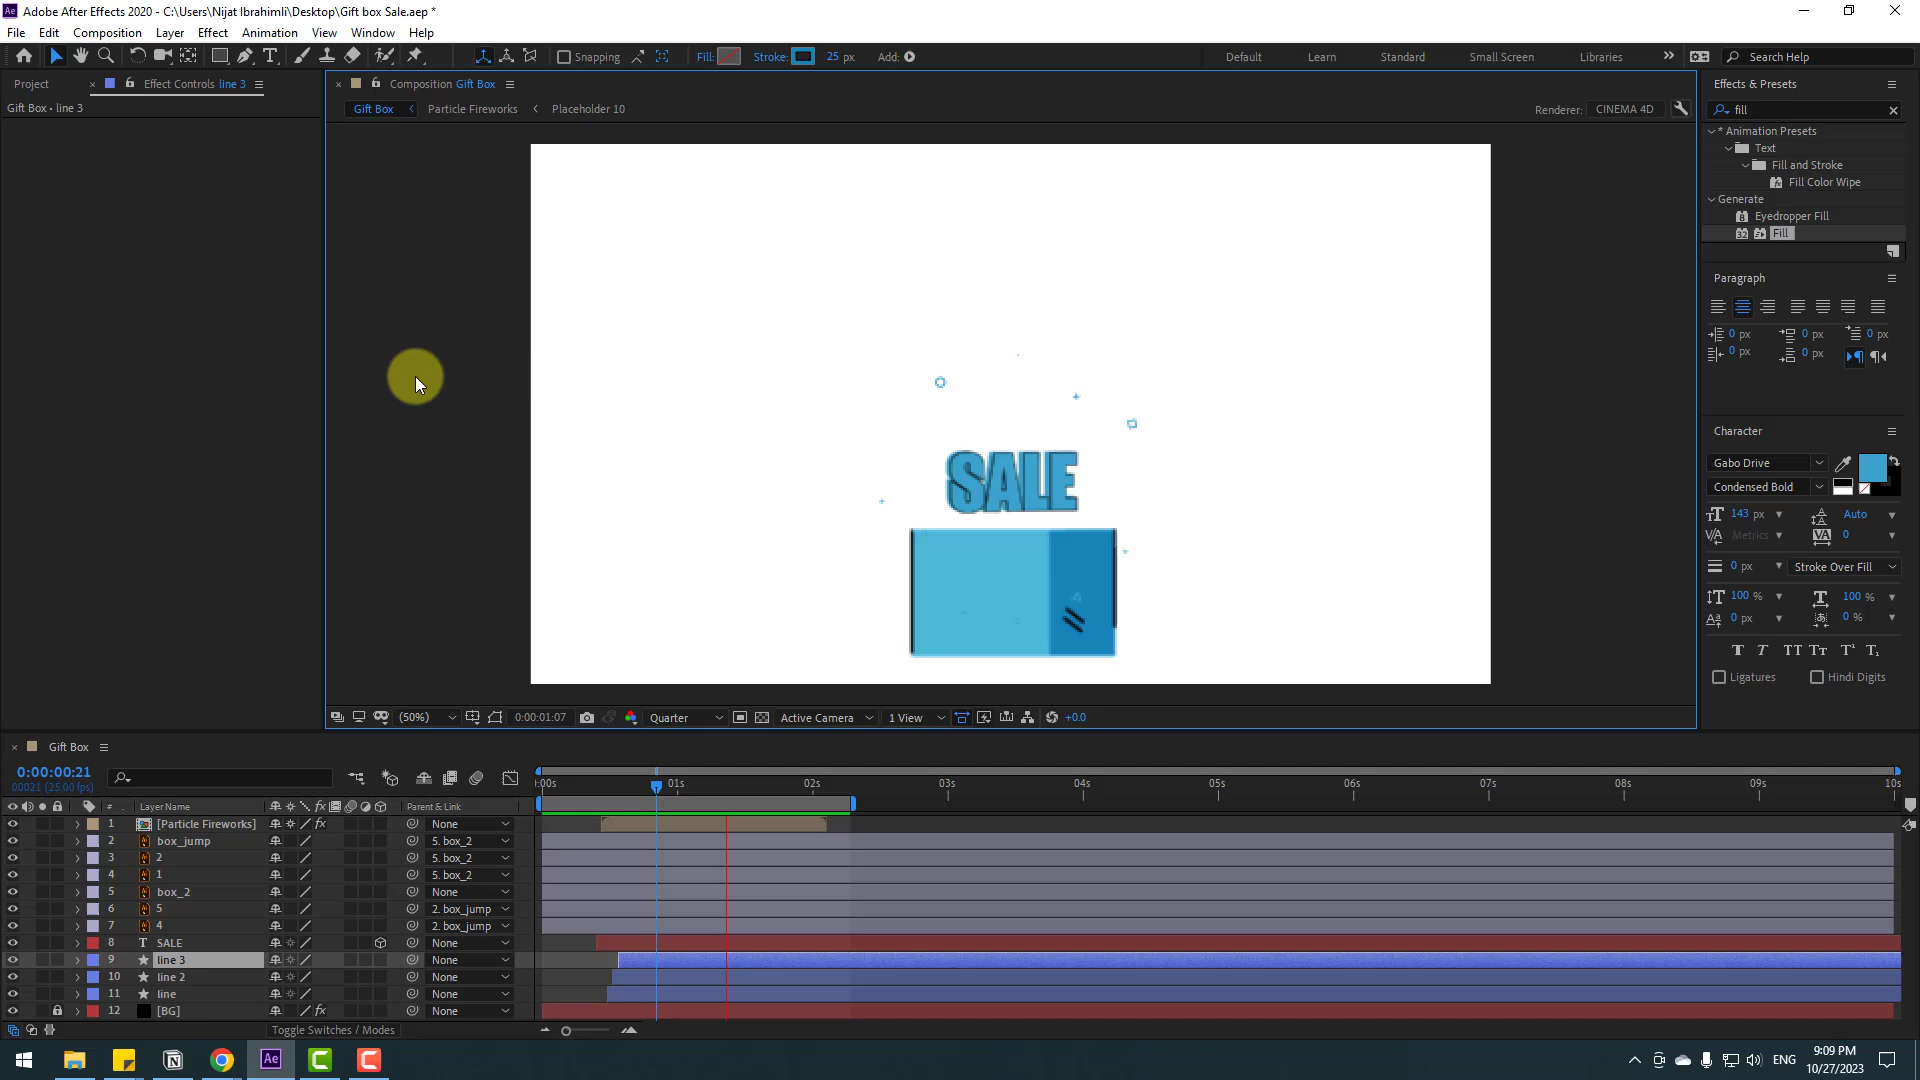 Adobe After Effects 2020 - C:\Users\Nijat Ibrahimli\Desktop\Gift box Sale.aep *
File Edit Composition Layer Effect Animation View Window Help
Snapping Fill: Stroke: 25 px Add: Default Learn Standard Small Screen Libraries Search Help
Project Effect Controls line 3 Composition Gift Box Effects & Presets
Gift Box • line 3
Gift Box Particle Fireworks Placeholder 10 Renderer: CINEMA 4D
fill
* Animation Presets
Text
Fill and Stroke
Fill Color Wipe
Generate
Eyedropper Fill
Fill
Paragraph
0 px 0 px 0 px
0 px 0 px
Character
Gabo Drive
Condensed Bold
143 px Auto
Metrics 0
0 px Stroke Over Fill
100 % 100 %
0 px 0 %
Ligatures Hindi Digits
SALE
(50%) 0:00:01:07 Quarter Active Camera 1 View +0.0
Gift Box
0:00:00:21
00021 (25.00 fps)
:00s 01s 02s 03s 04s 05s 06s 07s 08s 09s 10s
# Layer Name Parent & Link
1 [Particle Fireworks] None
2 box_jump 5. box_2
3 2 5. box_2
4 1 5. box_2
5 box_2 None
6 5 2. box_jump
7 4 2. box_jump
8 SALE None
9 line 3 None
10 line 2 None
11 line None
12 [BG] None
Toggle Switches / Modes
ENG
9:09 PM
10/27/2023